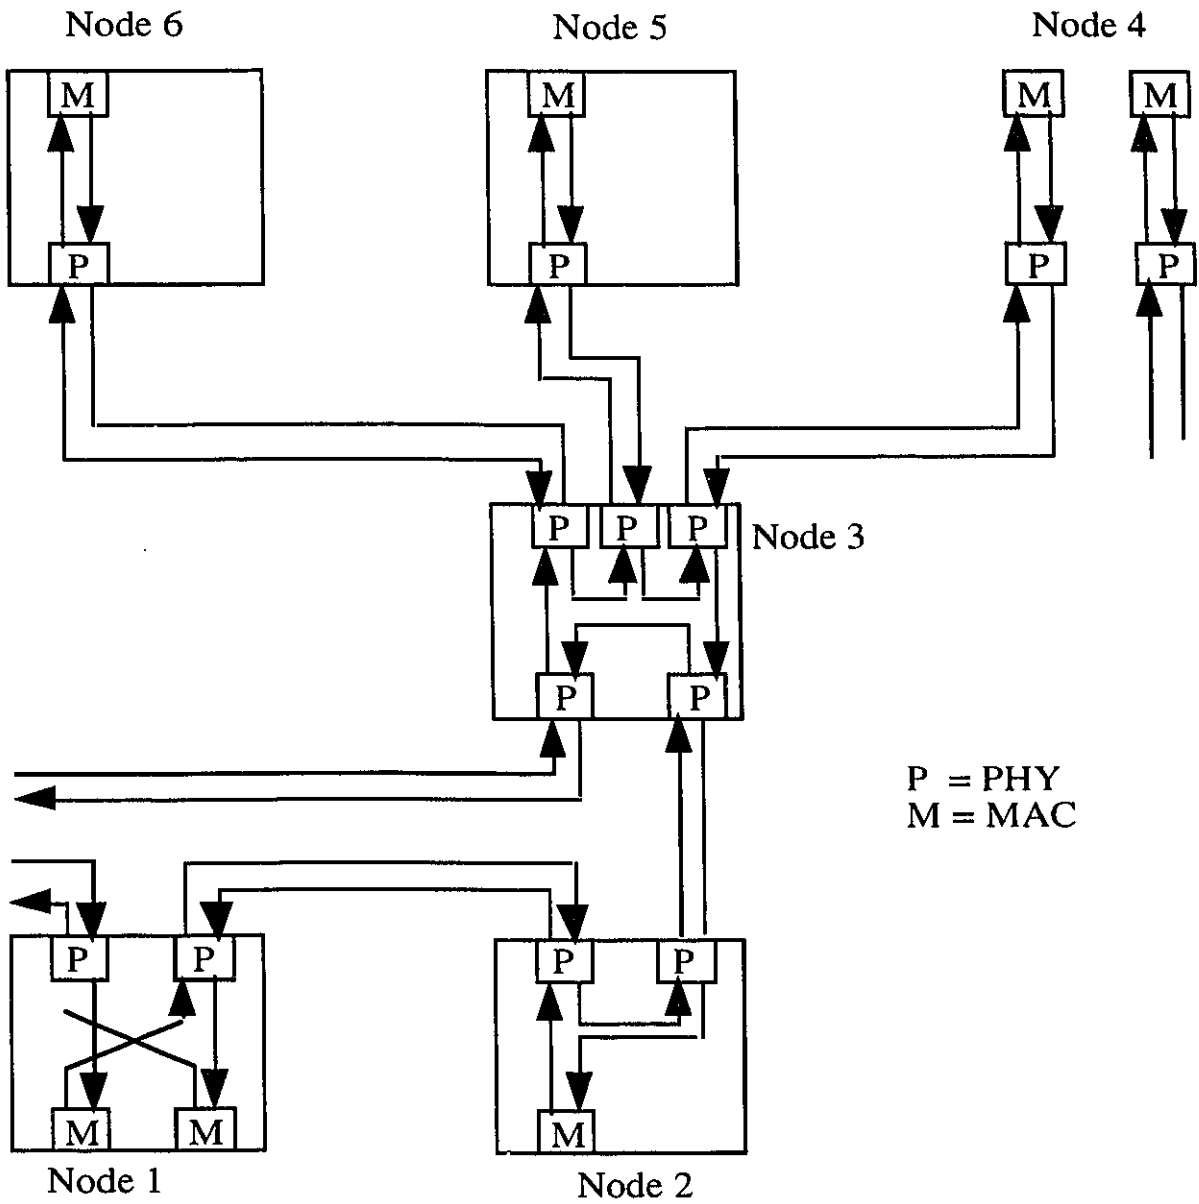 Node 6 Node 5 Node 4
M M M M
P P P P
P P P Node 3
P P
P = PHY
M = MAC
P P P P
M M M
Node 1 Node 2